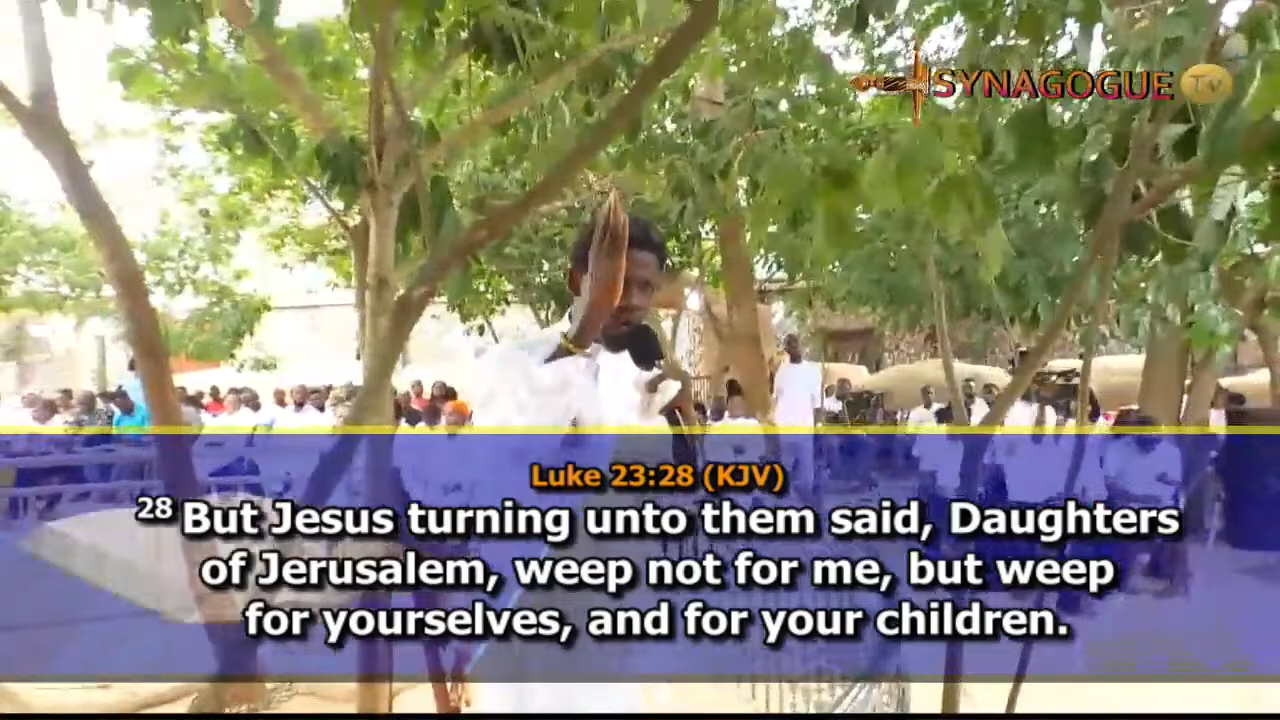 SYNAGOGUE TV
Luke 23:28 (KJV)
28 But Jesus turning unto them said, Daughters
of Jerusalem, weep not for me, but weep
for yourselves, and for your children.